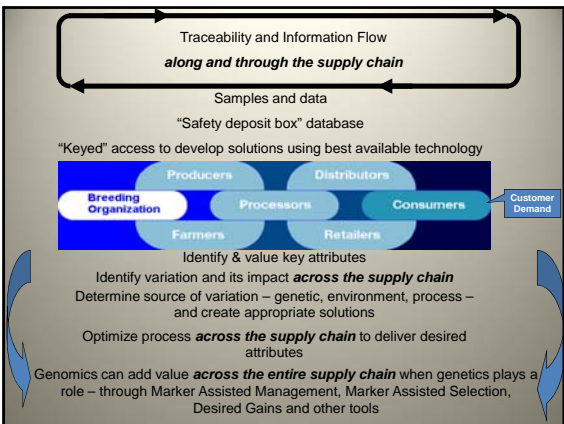 Traceability and Information Flow
along and through the supply chain
Samples and data
“Safety deposit box” database
“Keyed” access to develop solutions using best available technology
Producers
Distributors
Breeding
Organization
Processors
Consumers
Customer
Demand
Farmers
Retailers
Identify & value key attributes
Identify variation and its impact across the supply chain
Determine source of variation – genetic, environment, process –
and create appropriate solutions
Optimize process across the supply chain to deliver desired
attributes
Genomics can add value across the entire supply chain when genetics plays a
role – through Marker Assisted Management, Marker Assisted Selection,
Desired Gains and other tools